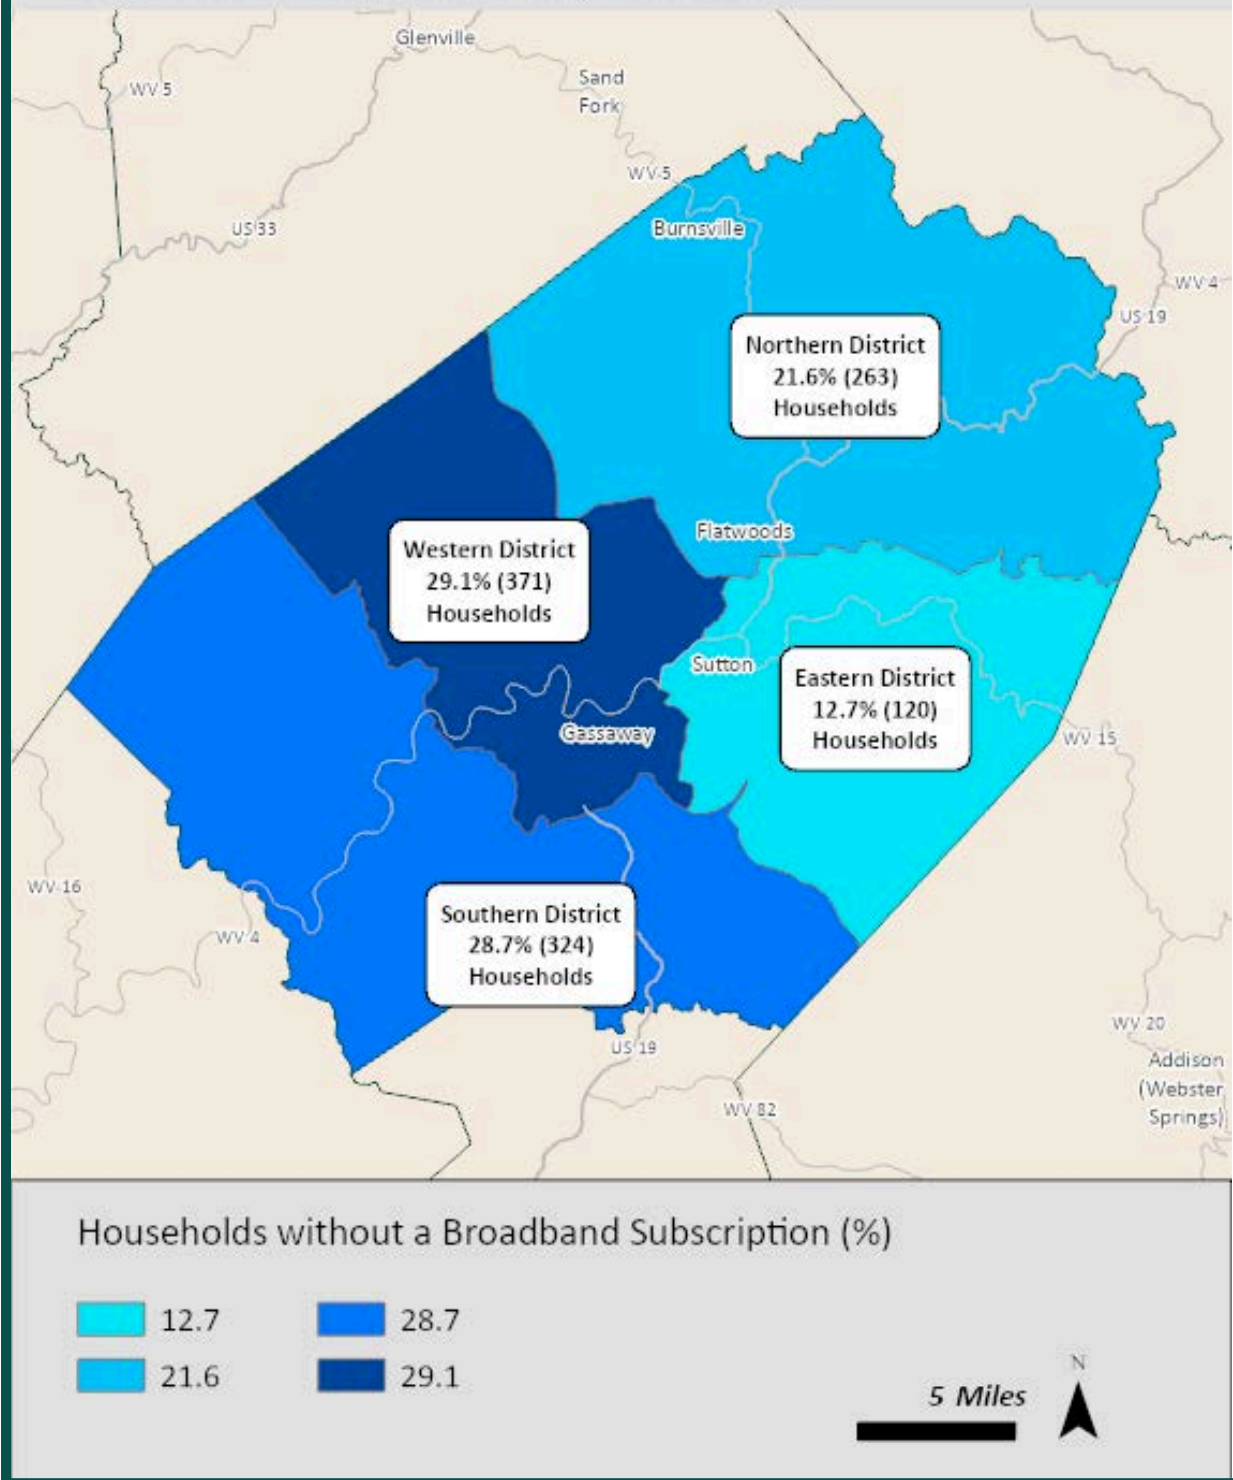 Glenville
Sand
Fork
WV 5
WV 5
US 33
Burnsville
WV 4
US 19
Northern District
21.6% (263)
Households
Flatwoods
Western District
29.1% (371)
Households
Sutton
Eastern District
12.7% (120)
Households
Gassaway
WV 15
WV 16
Southern District
28.7% (324)
Households
WV 4
WV 20
US 19
Addison
(Webster
Springs)
WV 82
Households without a Broadband Subscription (%)
12.7
28.7
21.6
29.1
N
5 Miles